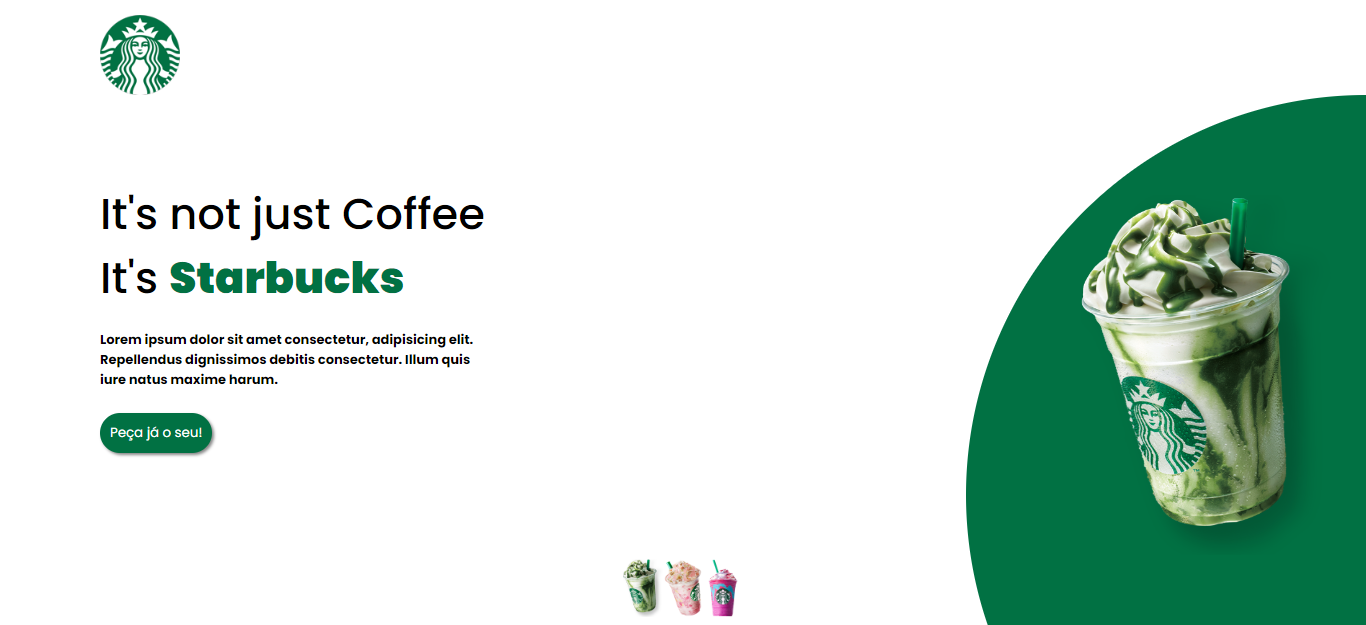 It's not just Coffee
It's Starbucks
Lorem ipsum dolor sit amet consectetur, adipisicing elit.
Repellendus dignissimos debitis consectetur. Illum quis
iure natus maxime harum.
Peça já o seu!